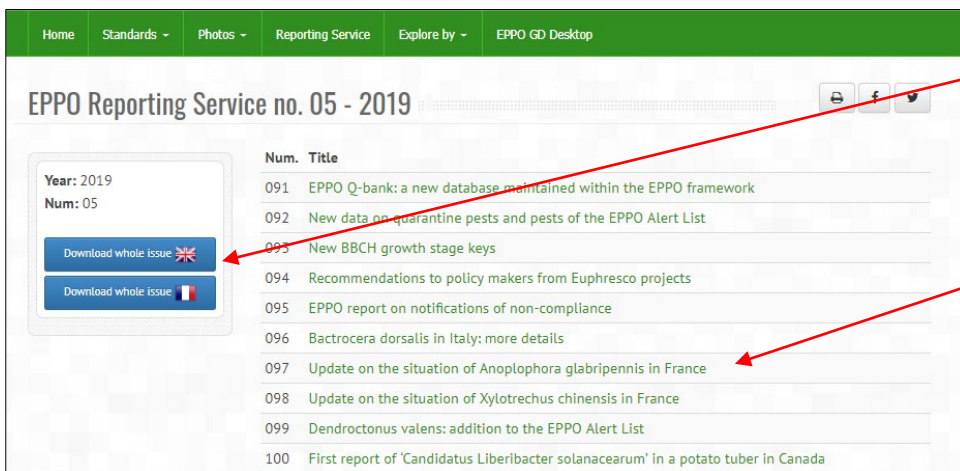 Home Standards Photos Reporting Service Explore by EPPO GD Desktop
EPPO Reporting Service no. 05 - 2019
Year: 2019
Num: 05
Download whole issue
Download whole issue
Num. Title
091 EPPO Q-bank: a new database maintained within the EPPO framework
092 New data on quarantine pests and pests of the EPPO Alert List
093 New BBCH growth stage keys
094 Recommendations to policy makers from Euphresco projects
095 EPPO report on notifications of non-compliance
096 Bactrocera dorsalis in Italy: more details
097 Update on the situation of Anoplophora glabripennis in France
098 Update on the situation of Xylotrechus chinensis in France
099 Dendroctonus valens: addition to the EPPO Alert List
100 First report of 'Candidatus Liberibacter solanacearum' in a potato tuber in Canada